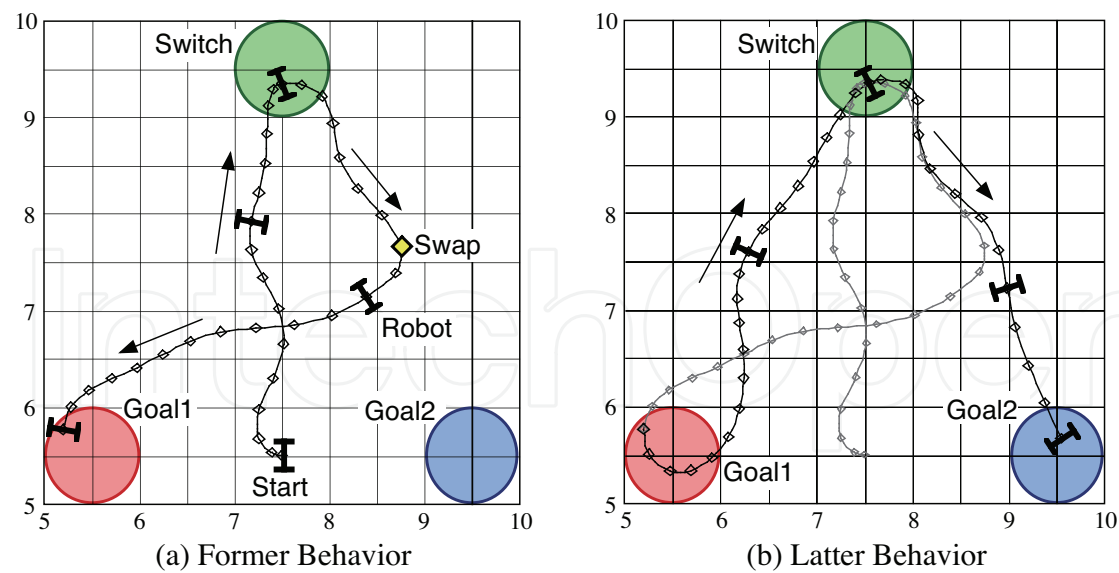 10
9
8
7
6
5
5 6 7 8 9 10
Switch
Swap
Robot
Goal1
Goal2
Start
(a) Former Behavior
10
9
8
7
6
5
5 6 7 8 9 10
Switch
Goal2
Goal1
(b) Latter Behavior
IntechOpen